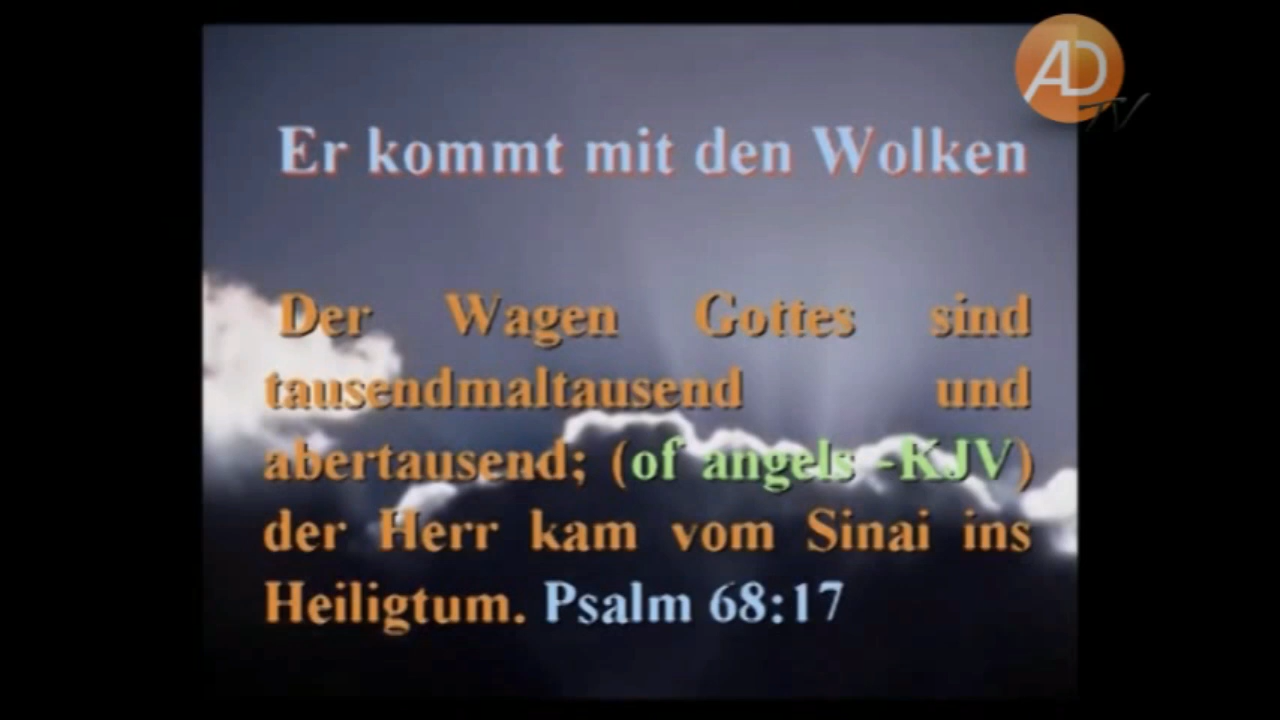 AD
TV
Er kommt mit den Wolken
Der Wagen Gottes sind
tausendmaltausend und
abertausend; (of angels -KJV)
der Herr kam vom Sinai ins
Heiligtum. Psalm 68:17